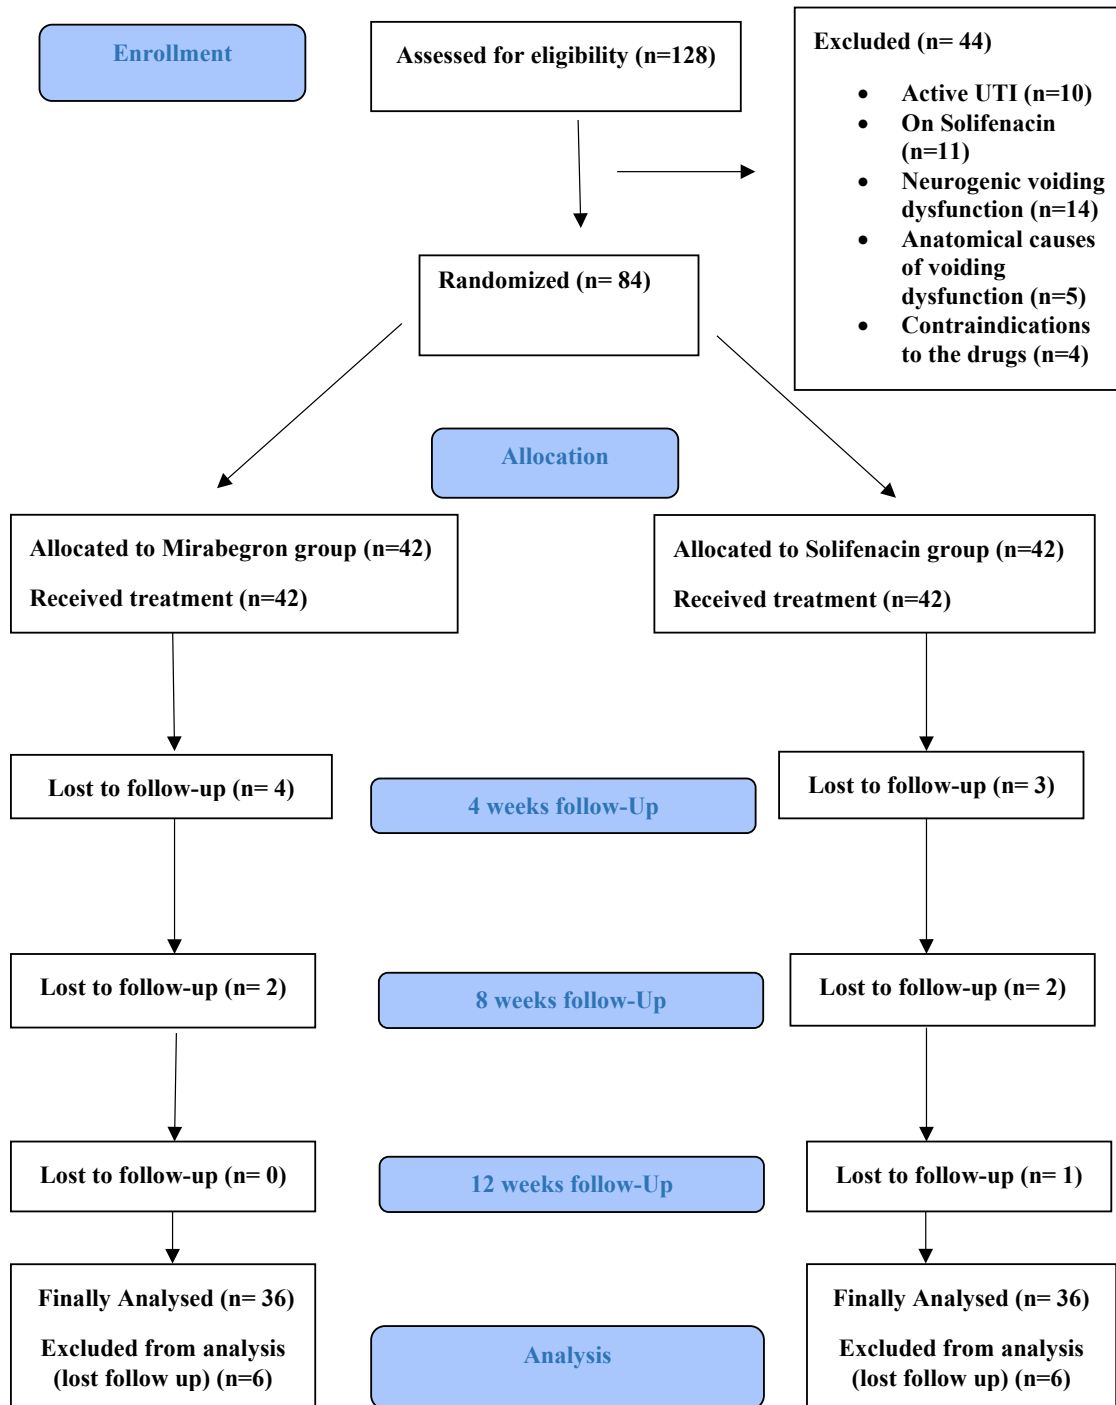 Enrollment
Assessed for eligibility (n=128)
Excluded (n= 44)
• Active UTI (n=10)
• On Solifenacin
(n=11)
• Neurogenic voiding
dysfunction (n=14)
• Anatomical causes
of voiding
dysfunction (n=5)
• Contraindications
to the drugs (n=4)
Randomized (n= 84)
Allocation
Allocated to Mirabegron group (n=42)
Received treatment (n=42)
Allocated to Solifenacin group (n=42)
Received treatment (n=42)
Lost to follow-up (n= 4)
4 weeks follow-Up
Lost to follow-up (n= 3)
Lost to follow-up (n= 2)
8 weeks follow-Up
Lost to follow-up (n= 2)
Lost to follow-up (n= 0)
12 weeks follow-Up
Lost to follow-up (n= 1)
Finally Analysed (n= 36)
Excluded from analysis
(lost follow up) (n=6)
Analysis
Finally Analysed (n= 36)
Excluded from analysis
(lost follow up) (n=6)